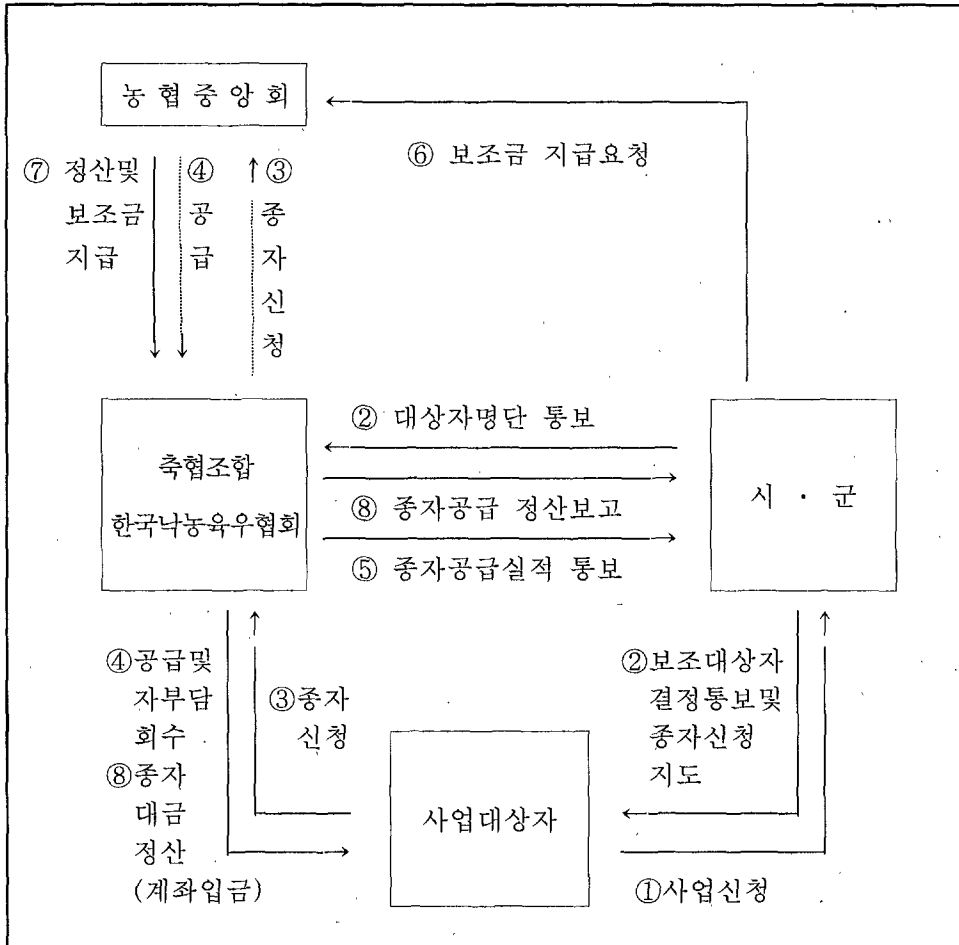 농협중앙회
⑥ 보조금 지급요청
⑦ 정산및
보조금
지급
④
공
급
③
종
자
신
청
② 대상자명단 통보
축협조합
한국낙농육우협회
시 · 군
⑧ 종자공급 정산보고
⑤ 종자공급실적 통보
④공급및
자부담
회수
⑧종자
대금
정산
(계좌입금)
③종자
신청
②보조대상자
결정통보및
종자신청
지도
사업대상자
①사업신청